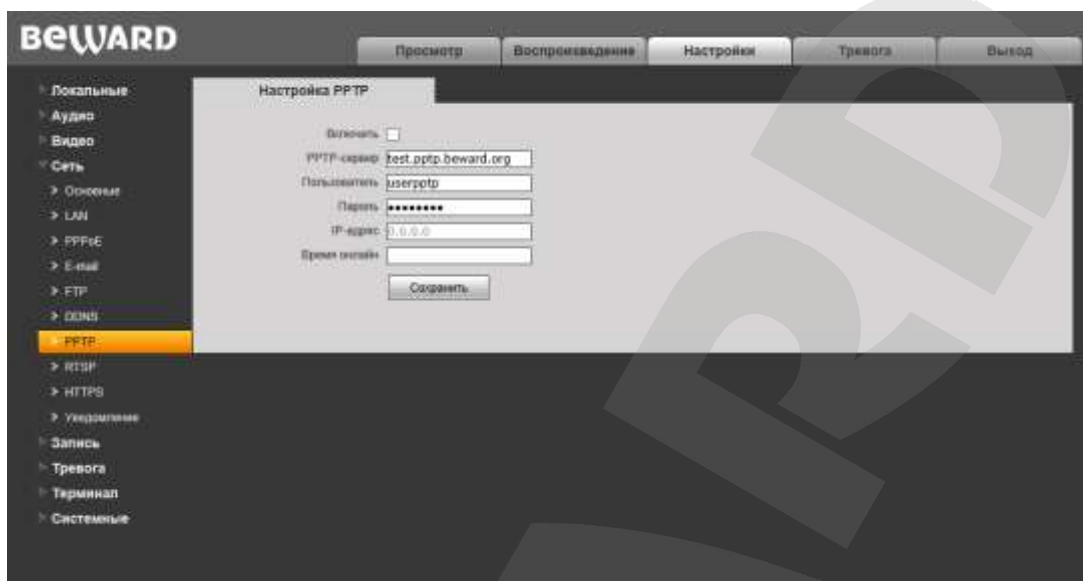 BEWARD
Просмотр Воспроизведение Настройки Тревога Выход
Локальные
Аудио
Видео
Сеть
Основные
LAN
PPPoE
E-mail
FTP
DDNS
PPTP
RTSP
HTTPS
Уведомление
Запись
Тревога
Терминал
Системные
Настройка PPTP
Включить
PPTP-сервер test.pptp.beward.org
Пользователь userpptp
Пароль ••••••••
IP-адрес 0.0.0.0
Время онлайн
Сохранить